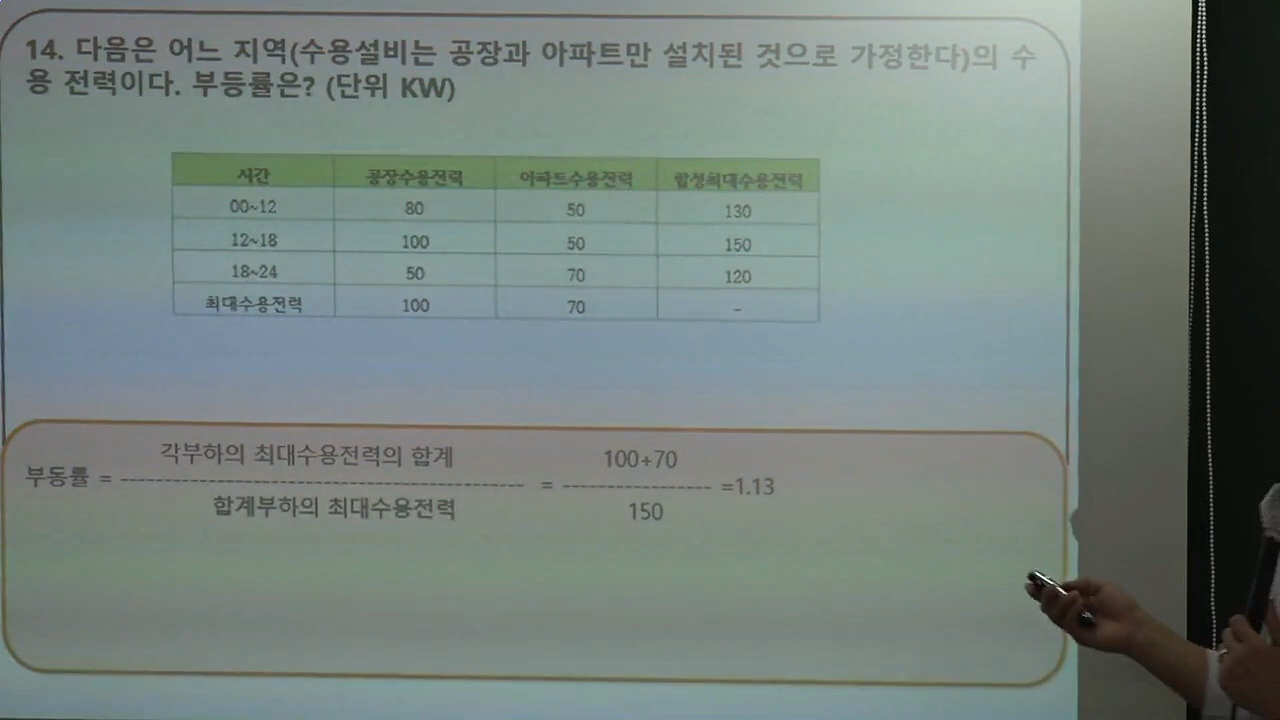 14. 다음은 어느 지역(수용설비는 공장과 아파트만 설치된 것으로 가정한다)의 수
용 전력이다. 부등률은? (단위 KW)
시간 공장수용전력 아파트수용전력 합성최대수용전력
00~12 80 50 130
12~18 100 50 150
18~24 50 70 120
최대수용전력 100 70 -
각부하의 최대수용전력의 합계 100+70
부동률 = ----------------------------------------------- = ----------------- =1.13
합계부하의 최대수용전력 150